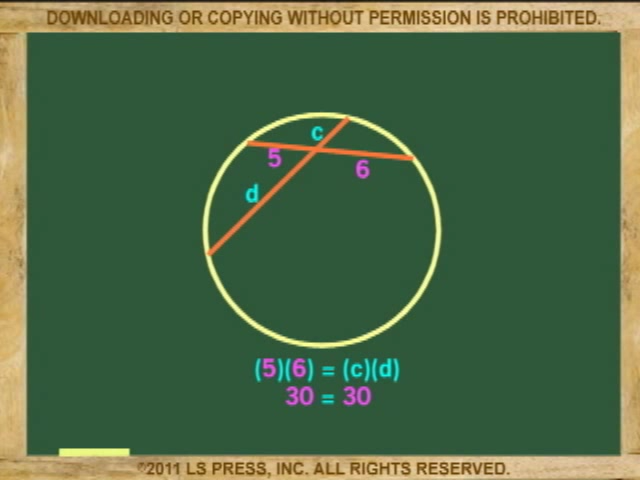 DOWNLOADING OR COPYING WITHOUT PERMISSION IS PROHIBITED.
c
5
6
d
(5)(6) = (c)(d)
30 = 30
©2011 LS PRESS, INC. ALL RIGHTS RESERVED.